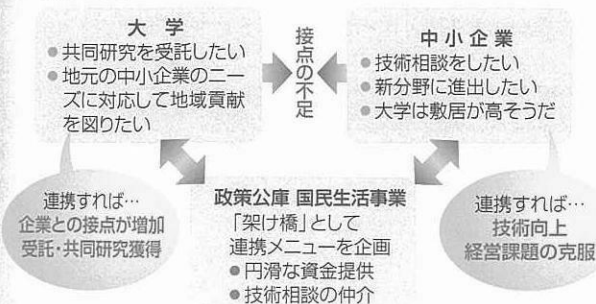 大学
●共同研究を受託したい
●地元の中小企業のニー
ズに対応して地域貢献
を図りたい
接点の不足
中小企業
●技術相談をしたい
●新分野に進出したい
●大学は敷居が高そうだ
連携すれば…
企業との接点が増加
受託・共同研究獲得
政策公庫 国民生活事業
「架け橋」として
連携メニューを企画
●円滑な資金提供
●技術相談の仲介
連携すれば…
技術向上
経営課題の克服